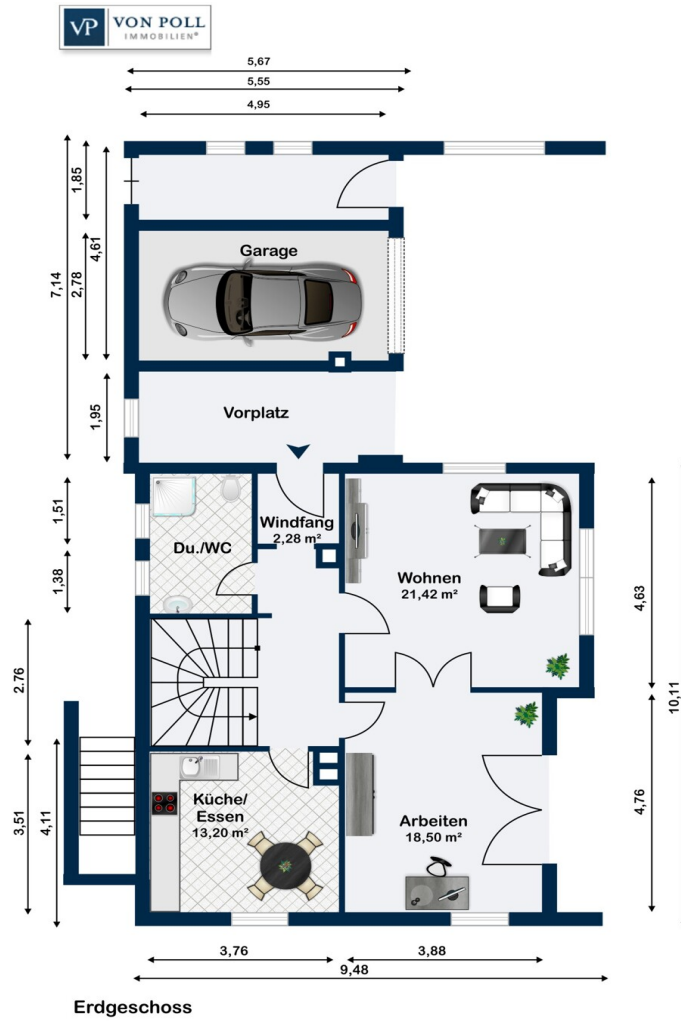 VP VON POLL
IMMOBILIEN®
5,67
5,55
4,95
1,85
4,61
7,14
2,78
Garage
1,95
Vorplatz
1,51
Windfang
2,28 m²
Du./WC
1,38
Wohnen
21,42 m²
4,63
2.76
10,11
3,51
4,11
Küche/
Essen
13,20 m²
Arbeiten
18,50 m²
4,76
3,76
3,88
9,48
Erdgeschoss